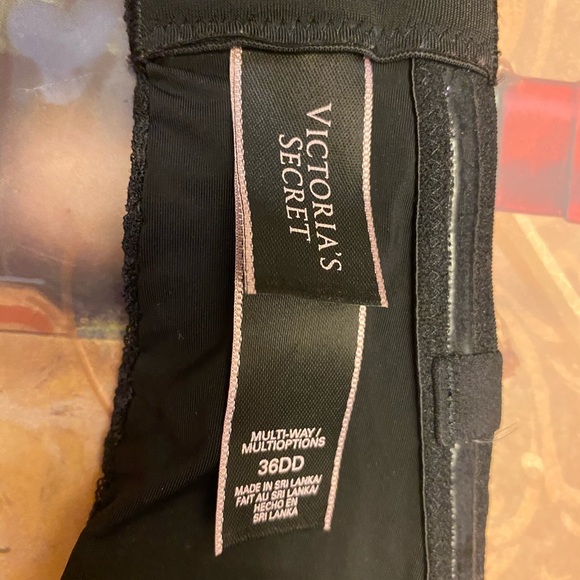 VICTORIA'S
SECRET
MULTI-WAY/
MULTIOPTIONS
36DD
MADE IN SRI LANKA/
FAIT AU SRI LANKA/
HECHO EN
SRI LANKA